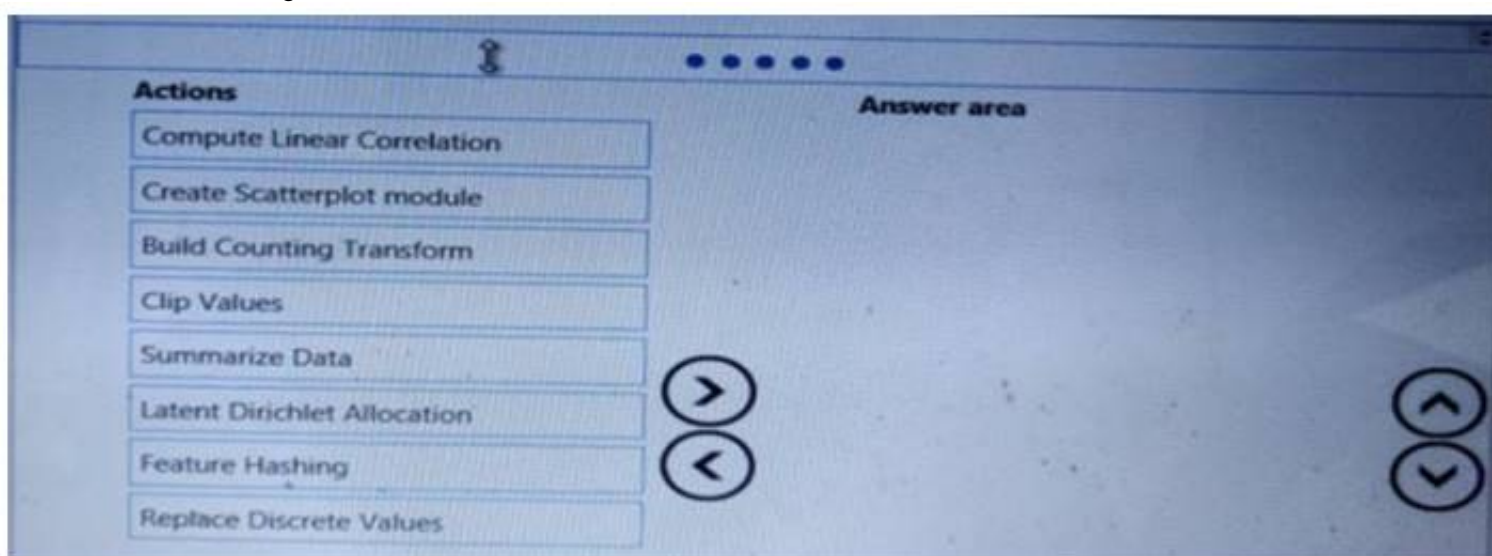 Actions
Answer area
Compute Linear Correlation
Create Scatterplot module
Build Counting Transform
Clip Values
Summarize Data
Latent Dirichlet Allocation
Feature Hashing
Replace Discrete Values